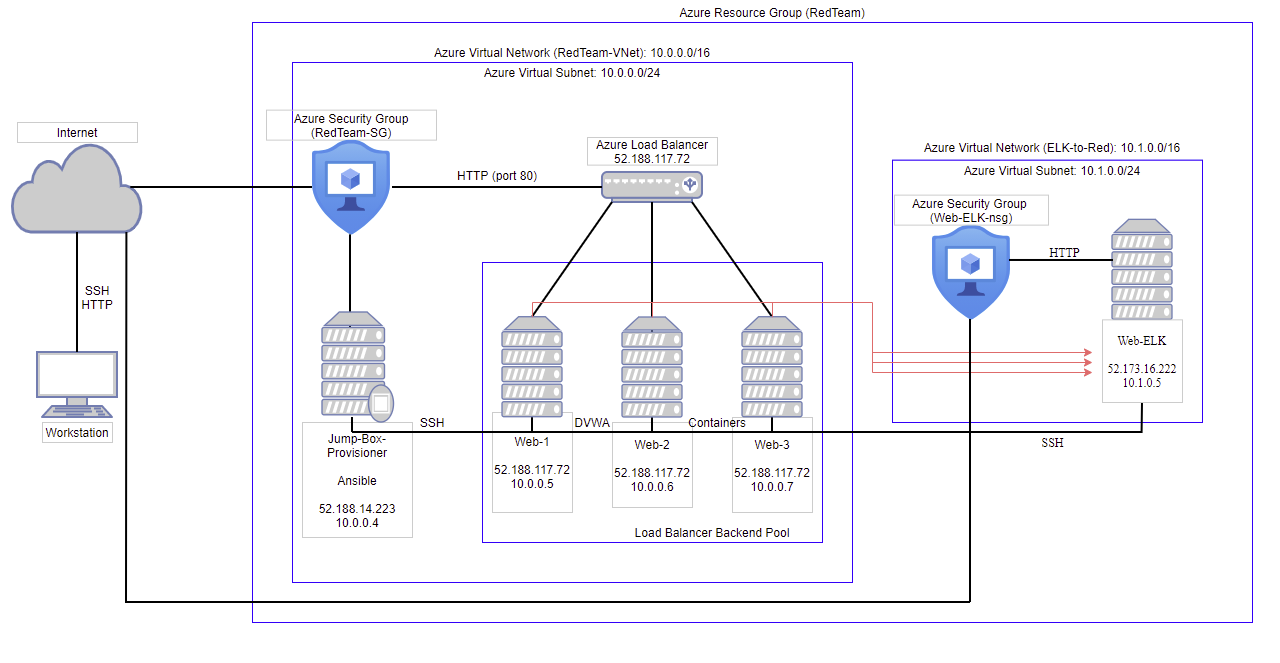 Azure Resource Group (RedTeam)
Azure Virtual Network (RedTeam-VNet): 10.0.0.0/16
Azure Virtual Subnet: 10.0.0.0/24
Azure Security Group
(RedTeam-SG)
Internet
Azure Load Balancer
52.188.117.72
HTTP (port 80)
Azure Virtual Network (ELK-to-Red): 10.1.0.0/16
Azure Virtual Subnet: 10.1.0.0/24
Azure Security Group
(Web-ELK-nsg)
HTTP
SSH
HTTP
Workstation
Web-ELK
52.173.16.222
10.1.0.5
SSH
DVWA
Containers
SSH
Jump-Box-
Provisioner
Ansible
52.188.14.223
10.0.0.4
Web-1
52.188.117.72
10.0.0.5
Web-2
52.188.117.72
10.0.0.6
Web-3
52.188.117.72
10.0.0.7
Load Balancer Backend Pool